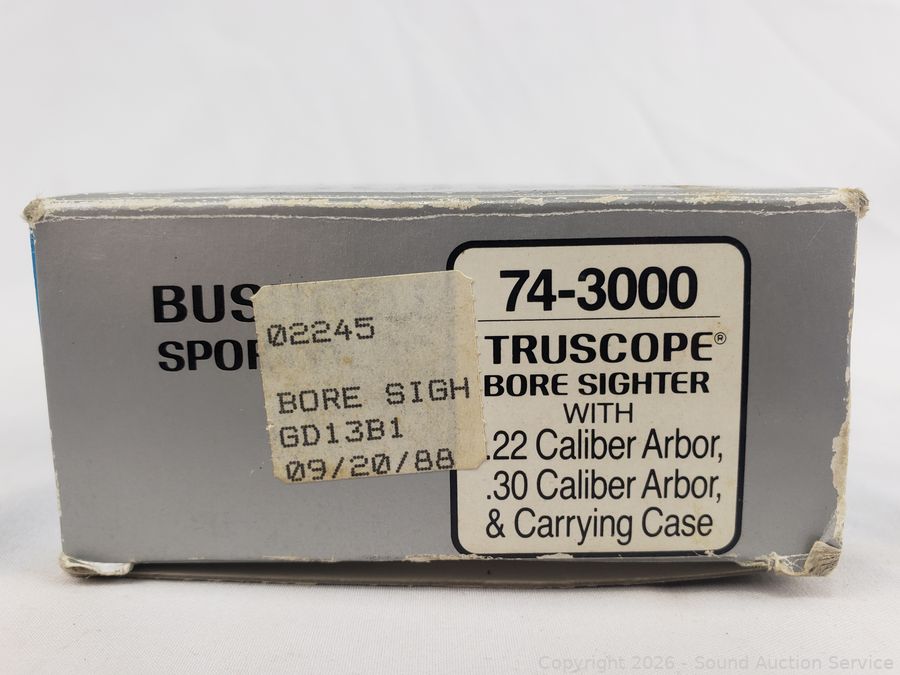 BUS
SPOR
02245
BORE SIGH
GD13B1
09/20/88
74-3000
TRUSCOPE®
BORE SIGHTER
WITH
.22 Caliber Arbor,
.30 Caliber Arbor,
& Carrying Case
Copyright 2026 - Sound Auction Service